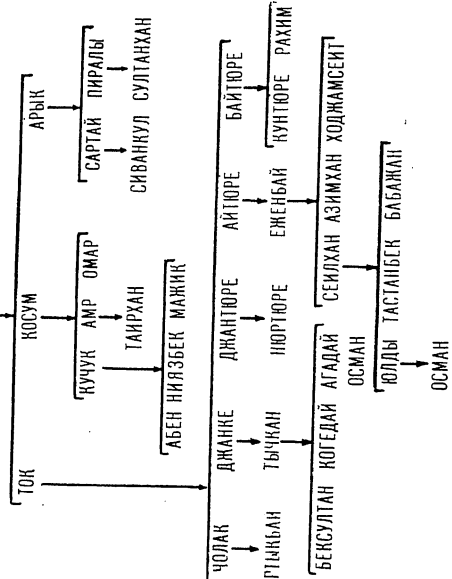 ТОК КОСУМ АРЫК
КУЧУК АМР ОМАР САРТАЙ ПИРАЛЫ
ТАИРХАН СИВАНКУЛ СУЛТАНХАН
АБЕН НИЯЗБЕК МАЖИК
ЧОЛАК ДЖАНКЕ ДЖАНТЮРЕ АЙТЮРЕ БАЙТЮРЕ
ТЫЧКАН НЮРТЮРЕ ЕЖЕНБАЙ КУНТЮРЕ РАХИМ
БЕКСУЛТАН КОГЕДАЙ АГАДАЙ СЕИЛХАН АЗИМХАН ХОДЖАМСЕИТ
ОСМАН
ЮЛДЫ ТАСТАНБЕК БАБАЖАН
ОСМАН